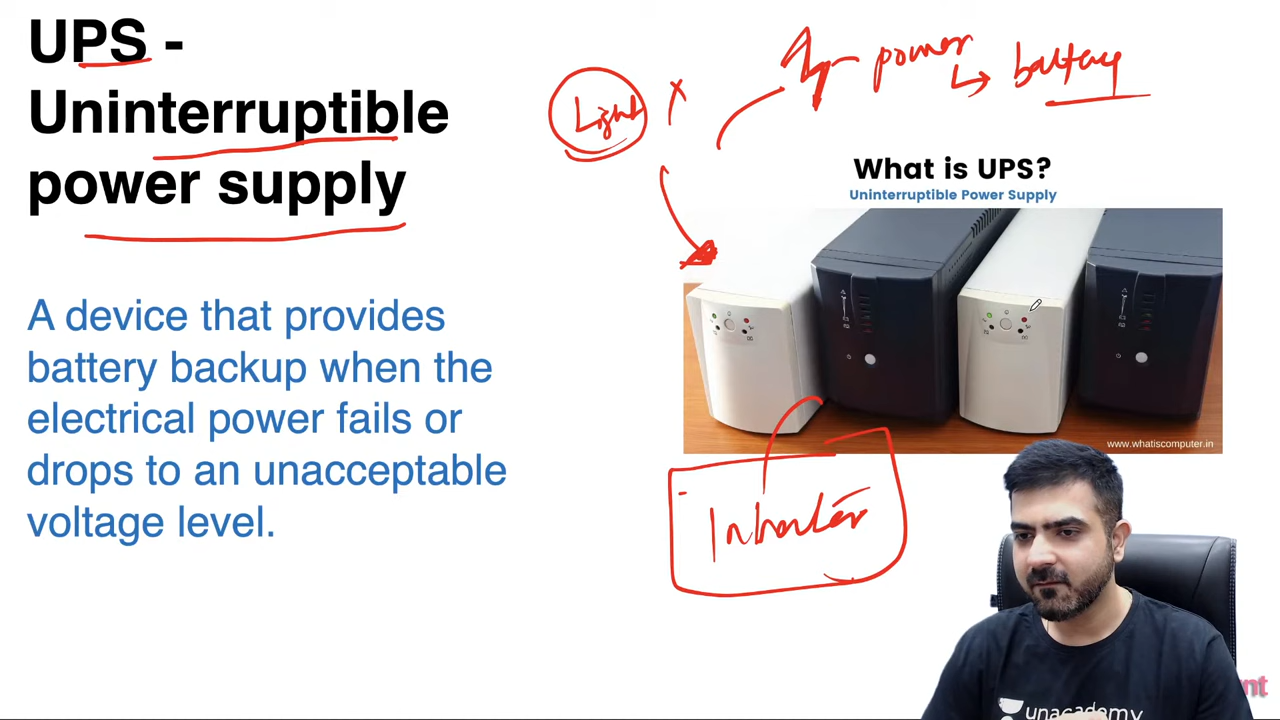 UPS -
Uninterruptible
power supply
A device that provides
battery backup when the
electrical power fails or
drops to an unacceptable
voltage level.
Light x
power
battery
What is UPS?
Uninterruptible Power Supply
www.whatiscomputer.in
unacademy
nt